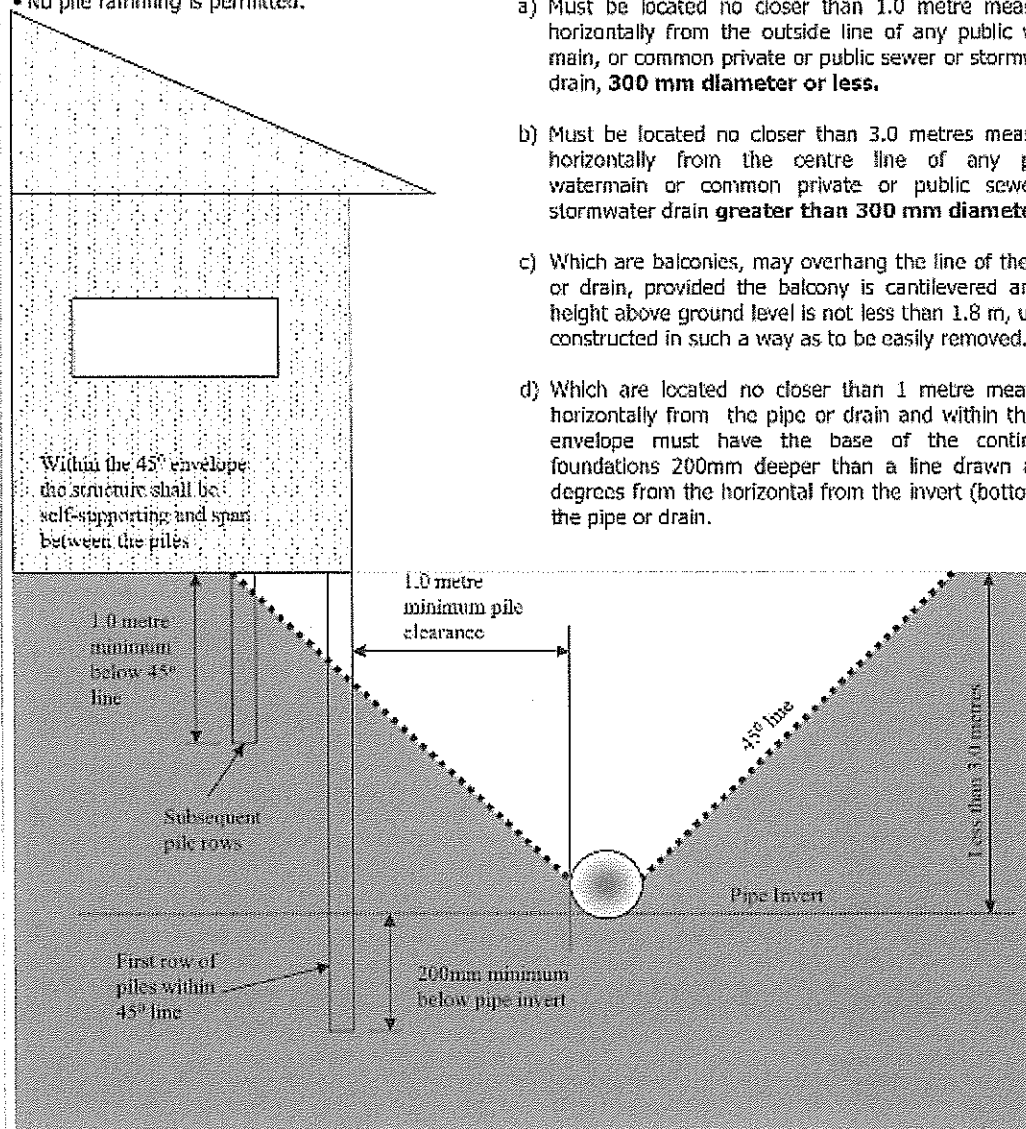 • No pile ramming is permitted.
a) Must be located no closer than 1.0 metre meas
horizontally from the outside line of any public w
main, or common private or public sewer or stormw
drain, 300 mm diameter or less.
b) Must be located no closer than 3.0 metres meas
horizontally from the centre line of any p
watermain or common private or public sewe
stormwater drain greater than 300 mm diamete
c) Which are balconies, may overhang the line of the
or drain, provided the balcony is cantilevered an
height above ground level is not less than 1.8 m, u
constructed in such a way as to be easily removed.
d) Which are located no closer than 1 metre mea
horizontally from the pipe or drain and within th
envelope must have the base of the contin
foundations 200mm deeper than a line drawn a
degrees from the horizontal from the invert (botto
the pipe or drain.
Within the 45° envelope
the structure shall be
self-supporting and span
between the piles
1.0 metre
minimum
below 45°
line
1.0 metre
minimum pile
clearance
45° line
Less than 3.0 metres
Subsequent
pile rows
Pipe Invert
First row of
piles within
45° line
200mm minimum
below pipe invert